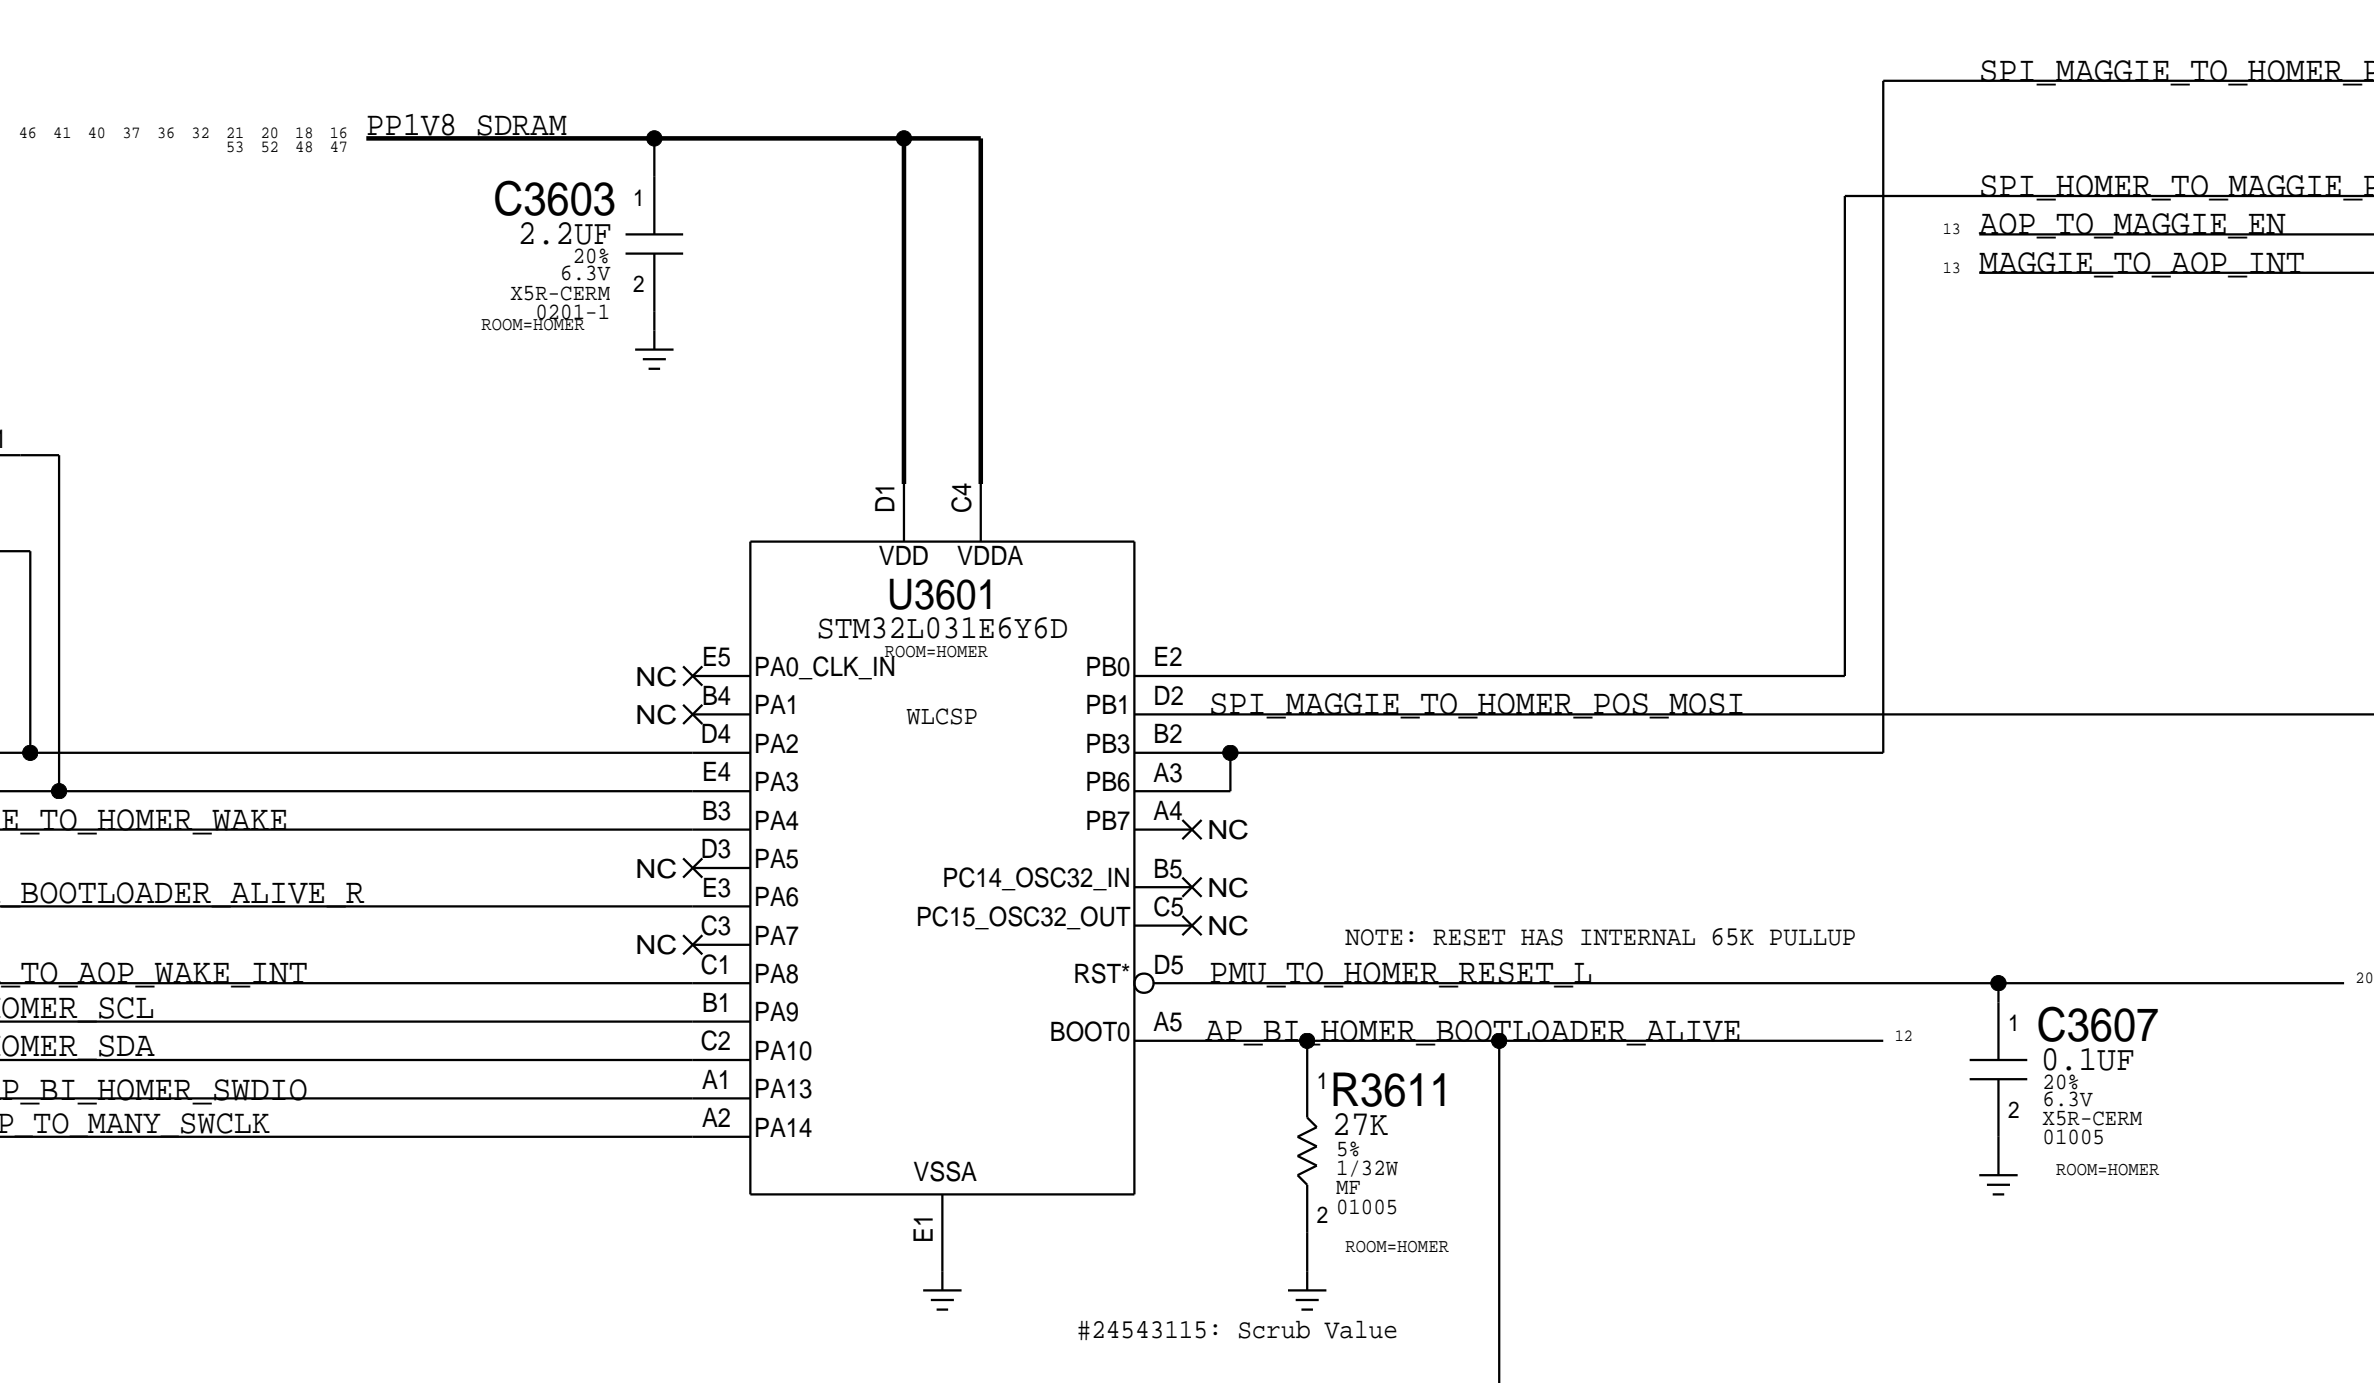 SPI_MAGGIE_TO_HOMER_P
46 41 40 37 36 32 21 20 18 16
53 52 48 47
PP1V8_SDRAM
C3603
1
2.2UF
20%
6.3V
2
X5R-CERM
0201-1
ROOM=HOMER
SPI_HOMER_TO_MAGGIE_P
13 AOP_TO_MAGGIE_EN
13 MAGGIE_TO_AOP_INT
D1 C4
VDD VDDA
U3601
STM32L031E6Y6D
ROOM=HOMER
WLCSP
NC E5 PA0_CLK_IN
NC B4 PA1
D4 PA2
E4 PA3
E_TO_HOMER_WAKE B3 PA4
NC D3 PA5
_BOOTLOADER_ALIVE_R E3 PA6
NC C3 PA7
_TO_AOP_WAKE_INT C1 PA8
OMER_SCL B1 PA9
OMER_SDA C2 PA10
P_BI_HOMER_SWDIO A1 PA13
P_TO_MANY_SWCLK A2 PA14
PB0 E2
PB1 D2 SPI_MAGGIE_TO_HOMER_POS_MOSI
PB3 B2
PB6 A3
PB7 A4 NC
PC14_OSC32_IN B5 NC
PC15_OSC32_OUT C5 NC
NOTE: RESET HAS INTERNAL 65K PULLUP
RST* D5 PMU_TO_HOMER_RESET_L 20
BOOT0 A5 AP_BI_HOMER_BOOTLOADER_ALIVE 12
VSSA
E1
1
R3611
27K
5%
1/32W
MF
2
01005
ROOM=HOMER
1
C3607
0.1UF
20%
6.3V
2
X5R-CERM
01005
ROOM=HOMER
#24543115: Scrub Value